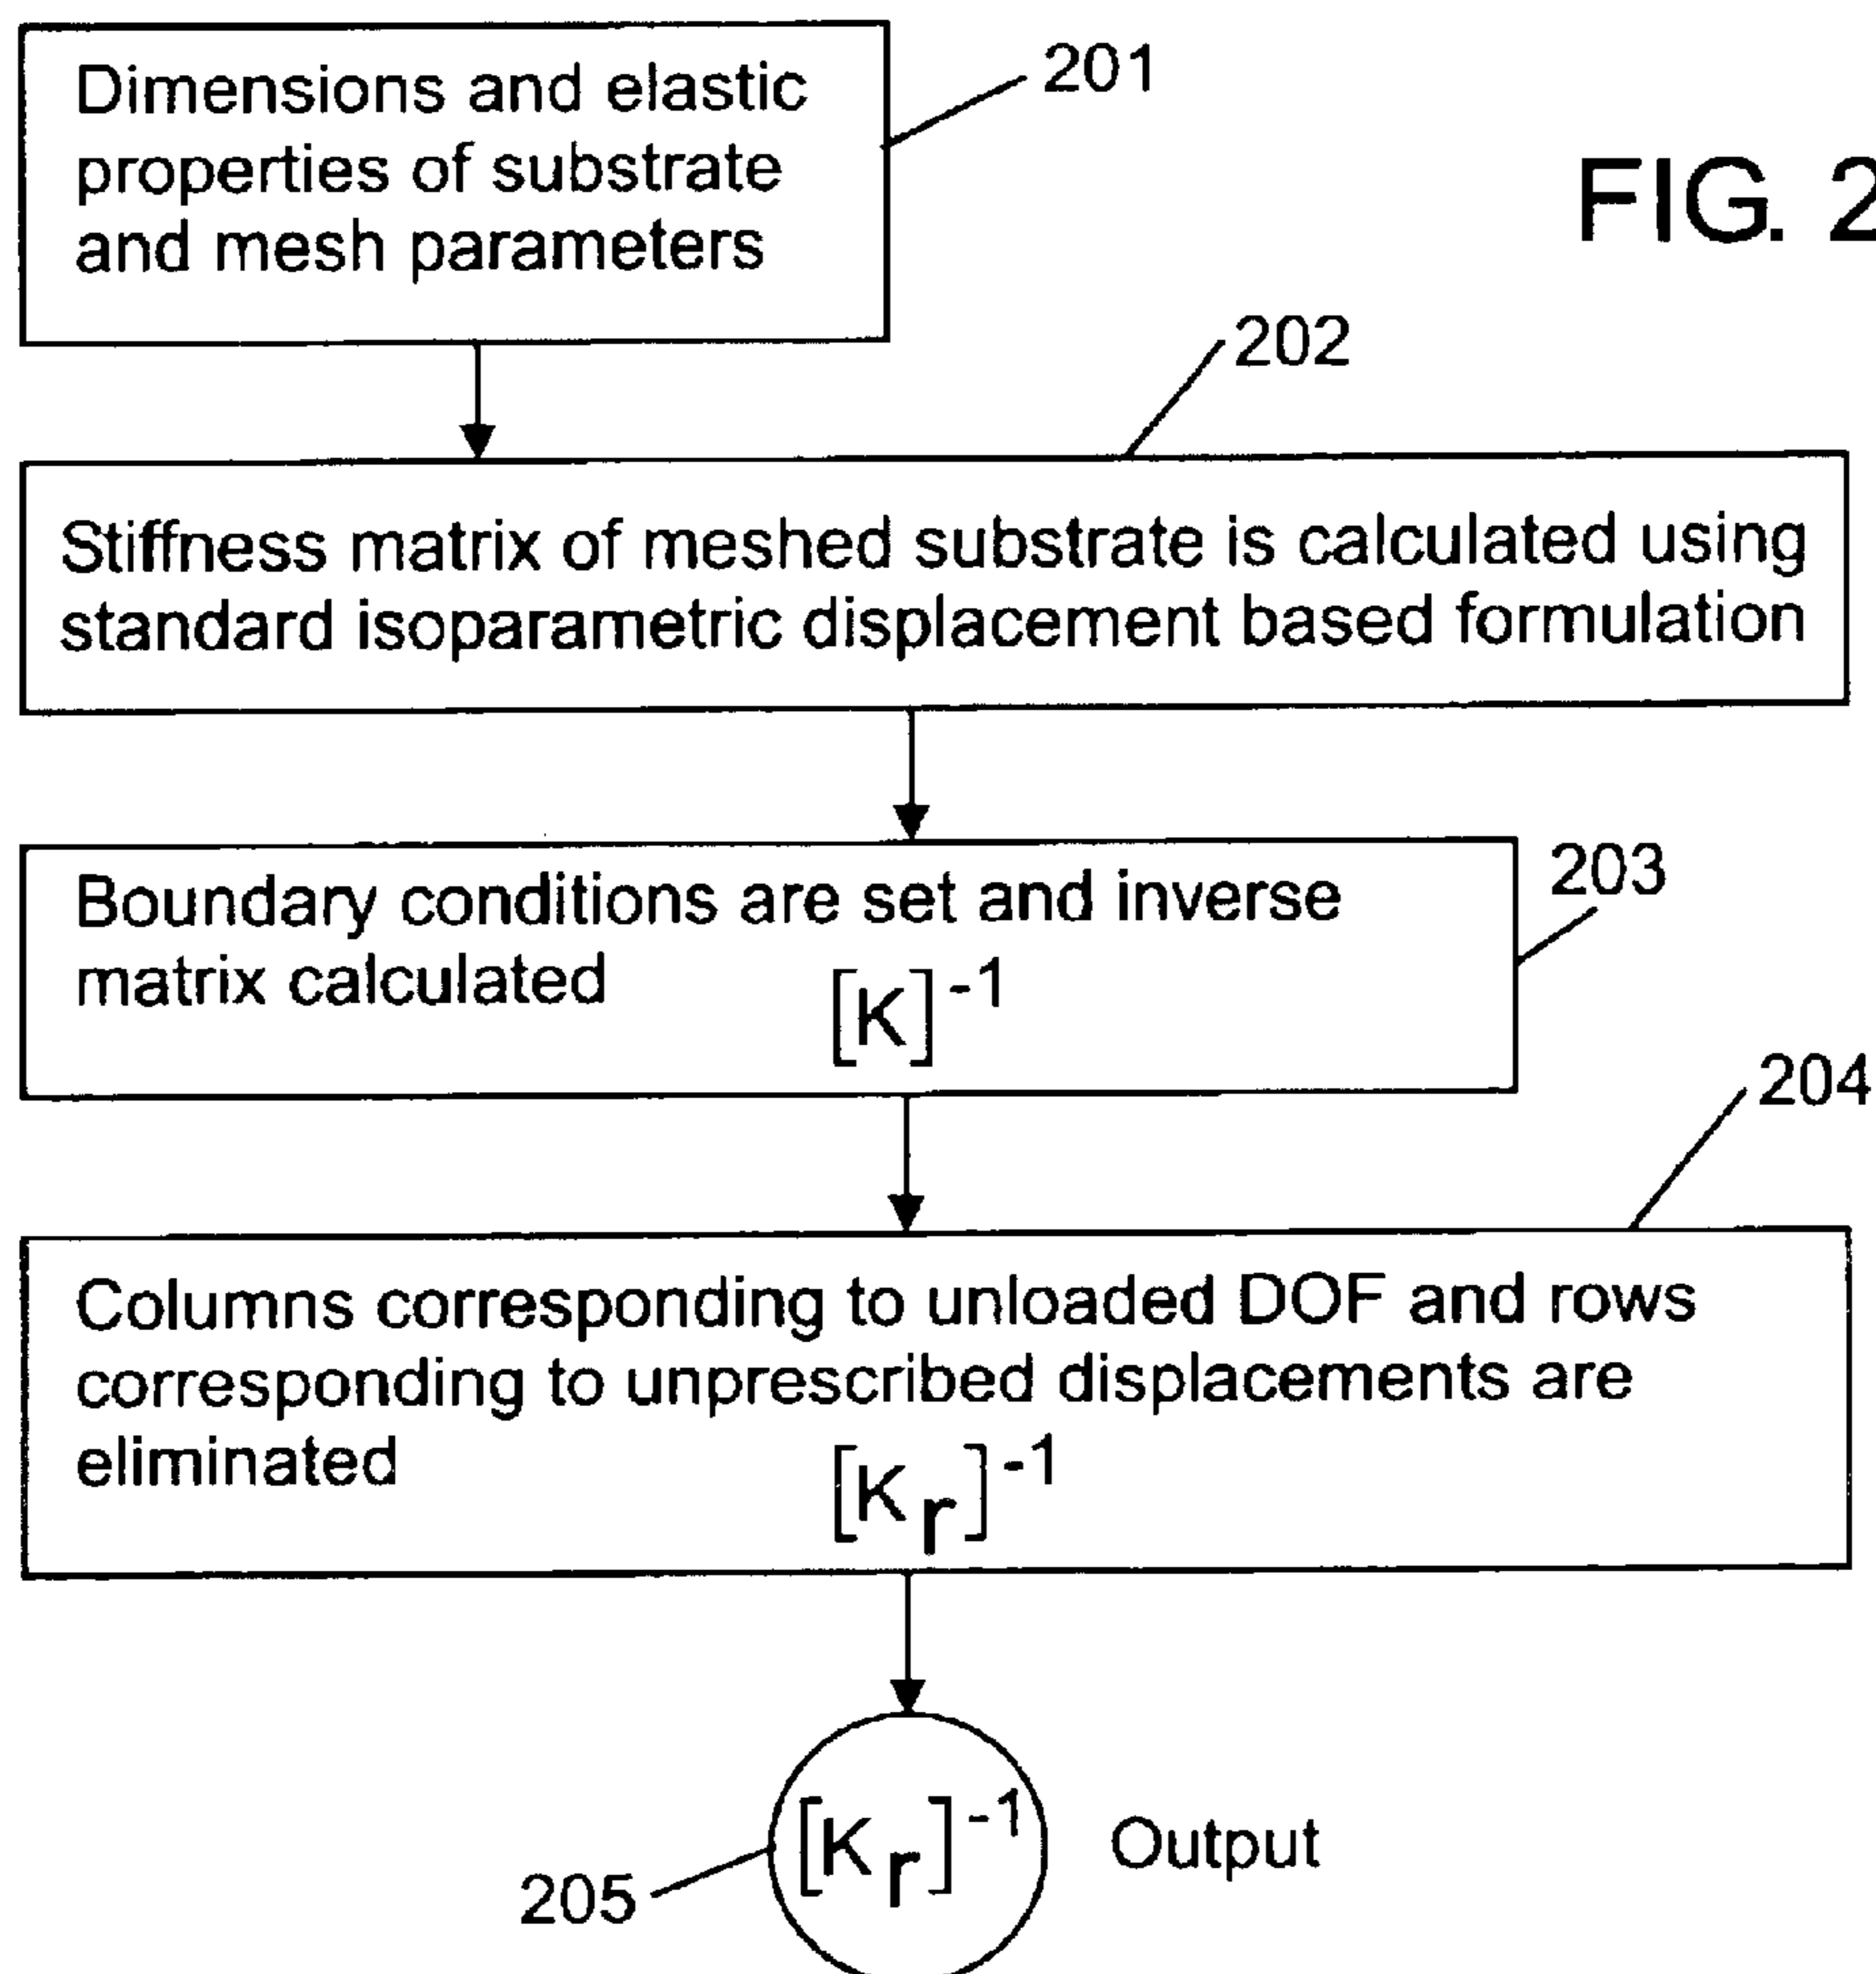 Dimensions and elastic
properties of substrate
and mesh parameters
201
FIG. 2
202
Stiffness matrix of meshed substrate is calculated using
standard isoparametric displacement based formulation
203
Boundary conditions are set and inverse
matrix calculated [K]-1
204
Columns corresponding to unloaded DOF and rows
corresponding to unprescribed displacements are
eliminated [Kr]-1
[Kr]-1 Output
205